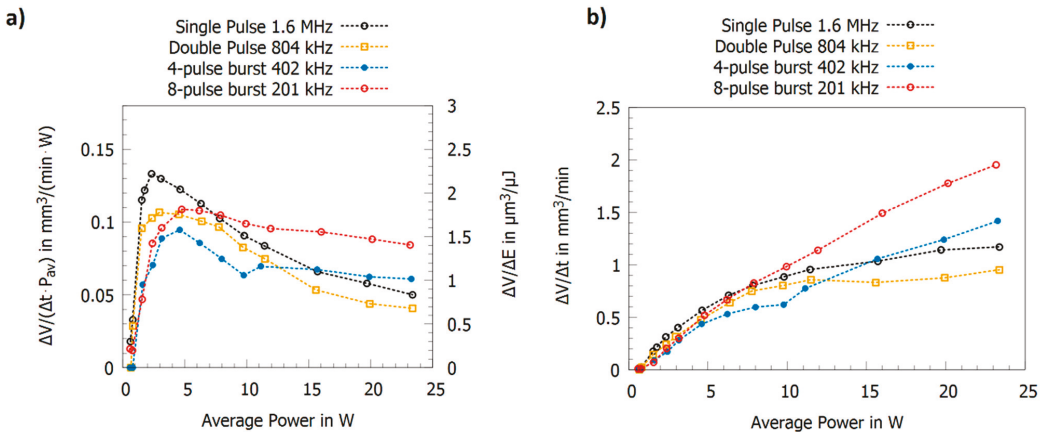 a)
Single Pulse 1.6 MHz
Double Pulse 804 kHz
4-pulse burst 402 kHz
8-pulse burst 201 kHz
ΔV/(Δt · Pav) in mm³/(min · W)
0.15
0.1
0.05
0
3
2.5
2
1.5
1
0.5
0
ΔV/ΔE in µm³/µJ
0 5 10 15 20 25
Average Power in W
b)
Single Pulse 1.6 MHz
Double Pulse 804 kHz
4-pulse burst 402 kHz
8-pulse burst 201 kHz
ΔV/Δt in mm³/min
2.5
2
1.5
1
0.5
0
0 5 10 15 20 25
Average Power in W